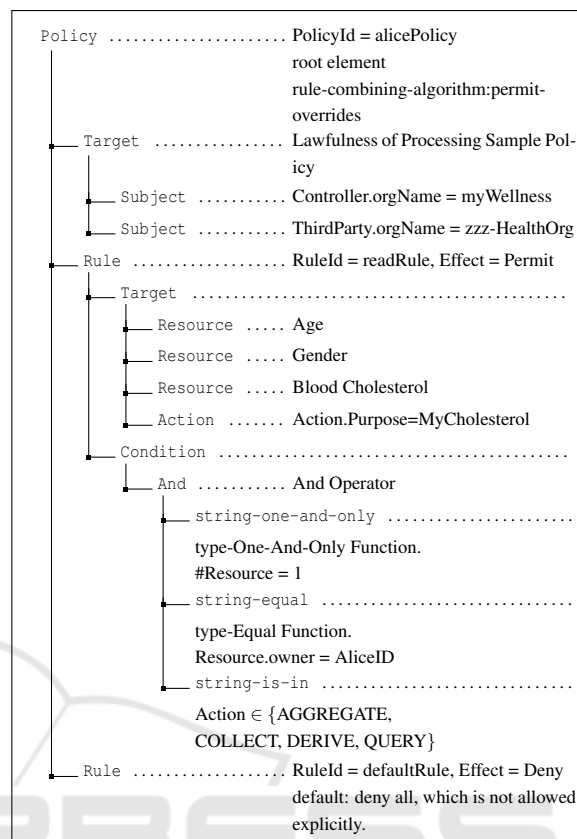 Policy ..................... PolicyId = alicePolicy
root element
rule-combining-algorithm:permit-
overrides
Target ................ Lawfulness of Processing Sample Pol-
icy
Subject ........... Controller.orgName = myWellness
Subject ........... ThirdParty.orgName = zzz-HealthOrg
Rule .................. RuleId = readRule, Effect = Permit
Target .............................................
Resource ..... Age
Resource ..... Gender
Resource ..... Blood Cholesterol
Action ....... Action.Purpose=MyCholesterol
Condition ..........................................
And ........... And Operator
string-one-and-only .......................
type-One-And-Only Function.
#Resource = 1
string-equal ..............................
type-Equal Function.
Resource.owner = AliceID
string-is-in ..............................
Action ∈ {AGGREGATE,
COLLECT, DERIVE, QUERY}
Rule .................. RuleId = defaultRule, Effect = Deny
default: deny all, which is not allowed
explicitly.